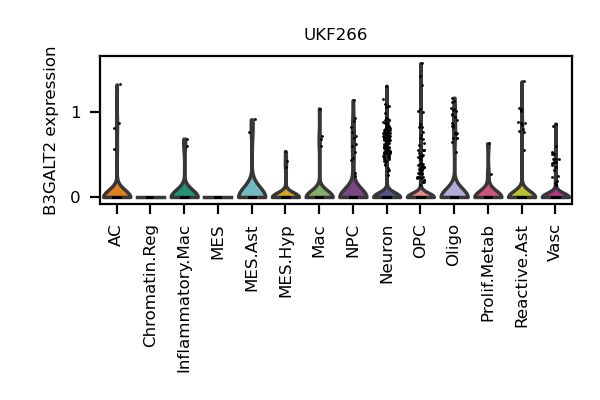 UKF266
B3GALT2 expression
1
0
AC
Chromatin.Reg
Inflammatory.Mac
MES
MES.Ast
MES.Hyp
Mac
NPC
Neuron
OPC
Oligo
Prolif.Metab
Reactive.Ast
Vasc